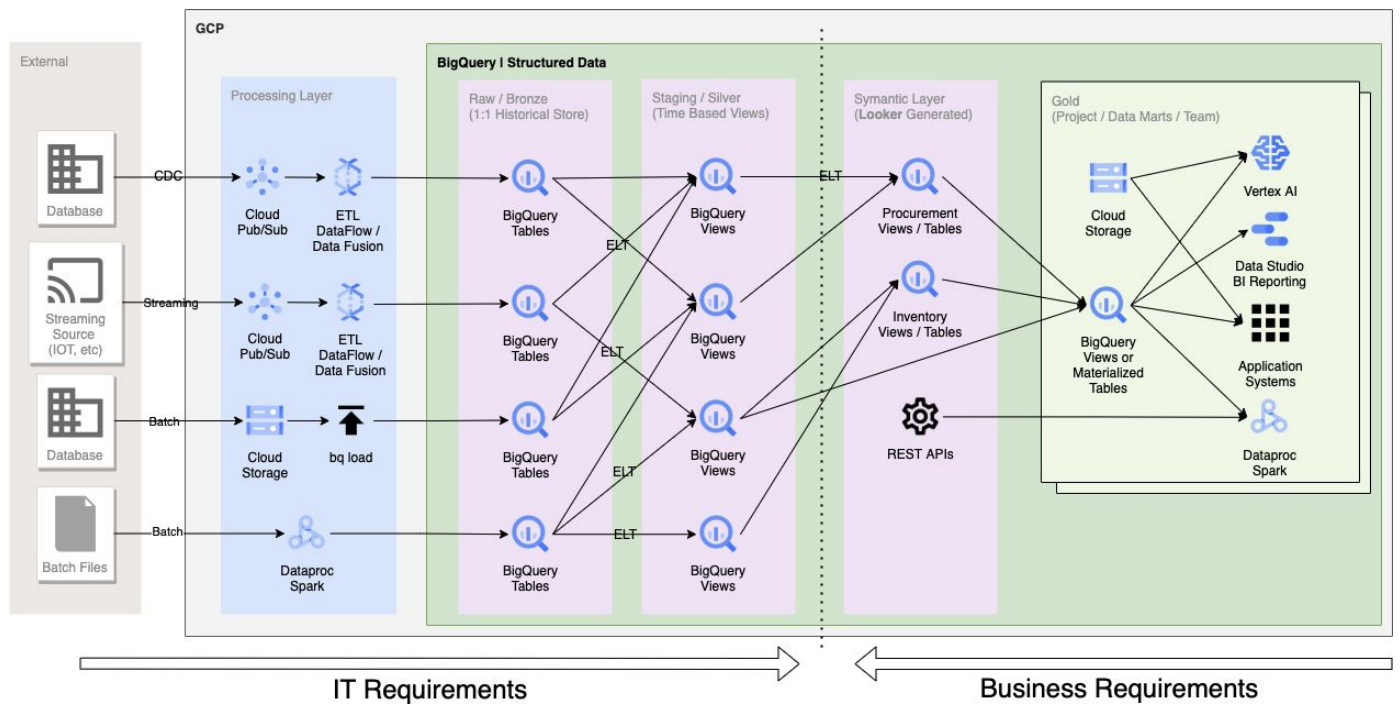 GCP
External
BigQuery | Structured Data
Processing Layer
Raw / Bronze
(1:1 Historical Store)
Staging / Silver
(Time Based Views)
Symantic Layer
(Looker Generated)
Gold
(Project / Data Marts / Team)
Database
CDC
Cloud
Pub/Sub
ETL
DataFlow /
Data Fusion
BigQuery
Tables
ELT
BigQuery
Views
ELT
Procurement
Views / Tables
Cloud
Storage
Vertex AI
Data Studio
BI Reporting
Streaming
Source
(IOT, etc)
Streaming
Cloud
Pub/Sub
ETL
DataFlow /
Data Fusion
BigQuery
Tables
ELT
BigQuery
Views
Inventory
Views / Tables
BigQuery
Views or
Materialized
Tables
Application
Systems
Database
Batch
Cloud
Storage
bq load
BigQuery
Tables
ELT
BigQuery
Views
REST APIs
Dataproc
Spark
Batch Files
Batch
Dataproc
Spark
BigQuery
Tables
ELT
BigQuery
Views
IT Requirements
Business Requirements